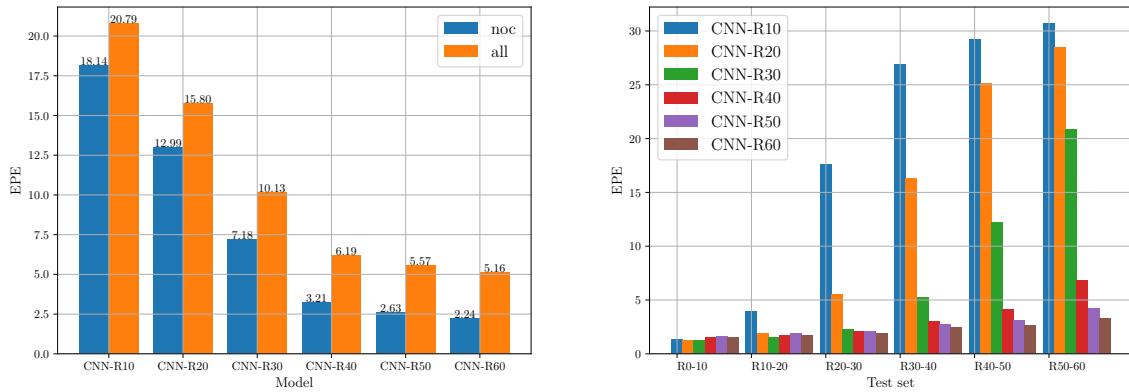 20.0
17.5
15.0
12.5
10.0
7.5
5.0
2.5
0.0
EPE
18.14
20.79
12.99
15.80
7.18
10.13
3.21
6.19
2.63
5.57
2.24
5.16
noc
all
CNN-R10 CNN-R20 CNN-R30 CNN-R40 CNN-R50 CNN-R60
Model
30
25
20
15
10
5
0
EPE
CNN-R10
CNN-R20
CNN-R30
CNN-R40
CNN-R50
CNN-R60
R0-10 R10-20 R20-30 R30-40 R40-50 R50-60
Test set